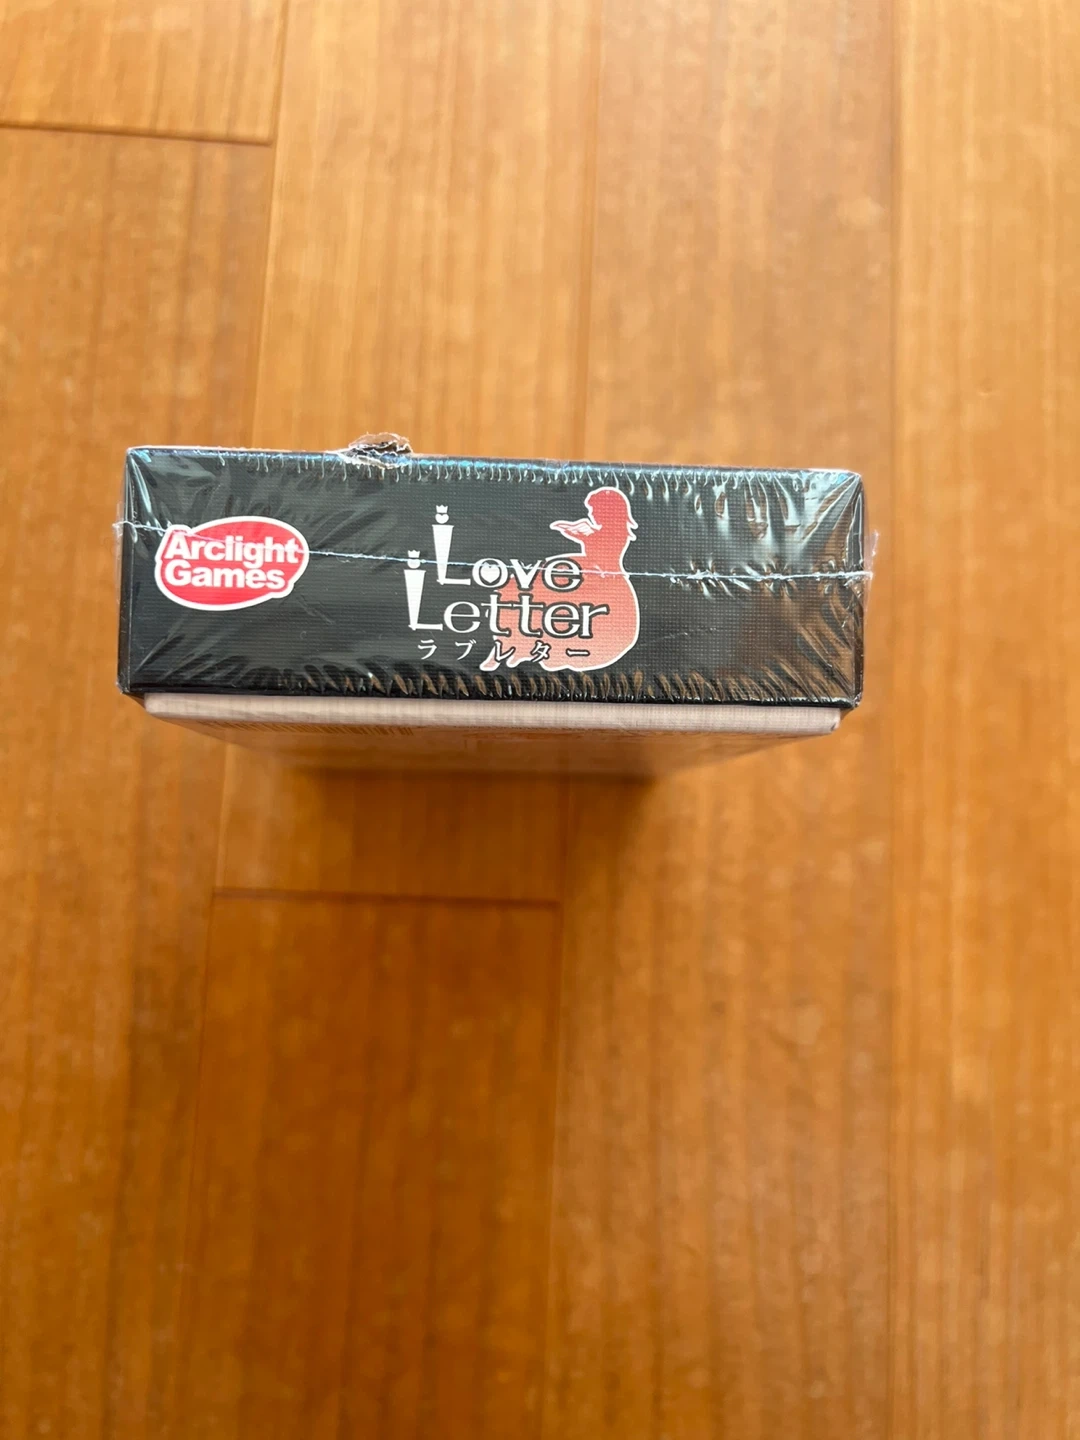 Arclight
Games
Love
Letter
ラブレター